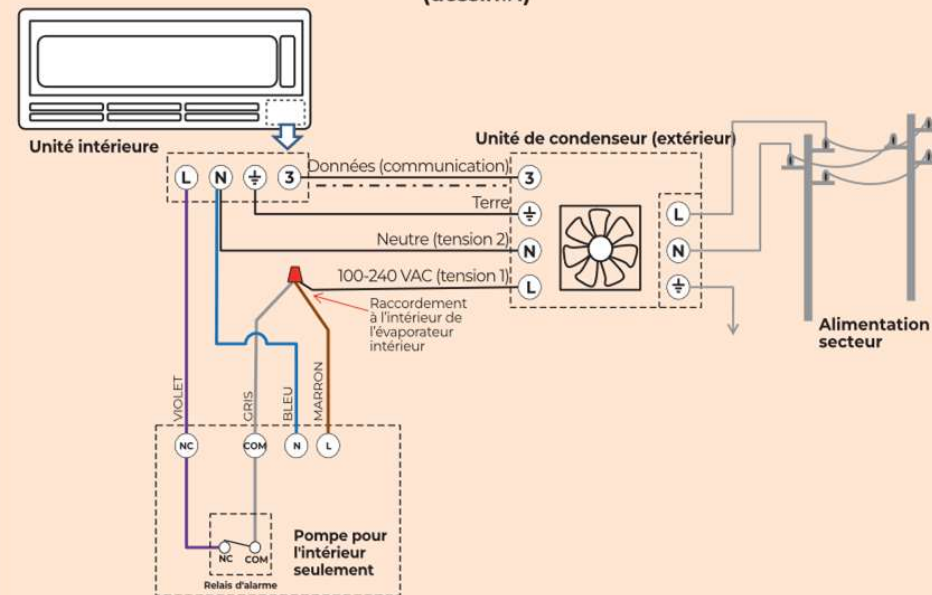 Unité intérieure
Unité de condenseur (extérieur)
L
N
3
Données (communication)
3
Terre
L
Neutre (tension 2)
N
N
100-240 VAC (tension 1)
L
Raccordement
à l'intérieur de
l'évaporateur
intérieur
Alimentation
secteur
VIOLET
GRIS
BLEU
MARRON
NC
COM
N
L
Pompe pour
l'intérieur
seulement
NC
COM
Relais d'alarme